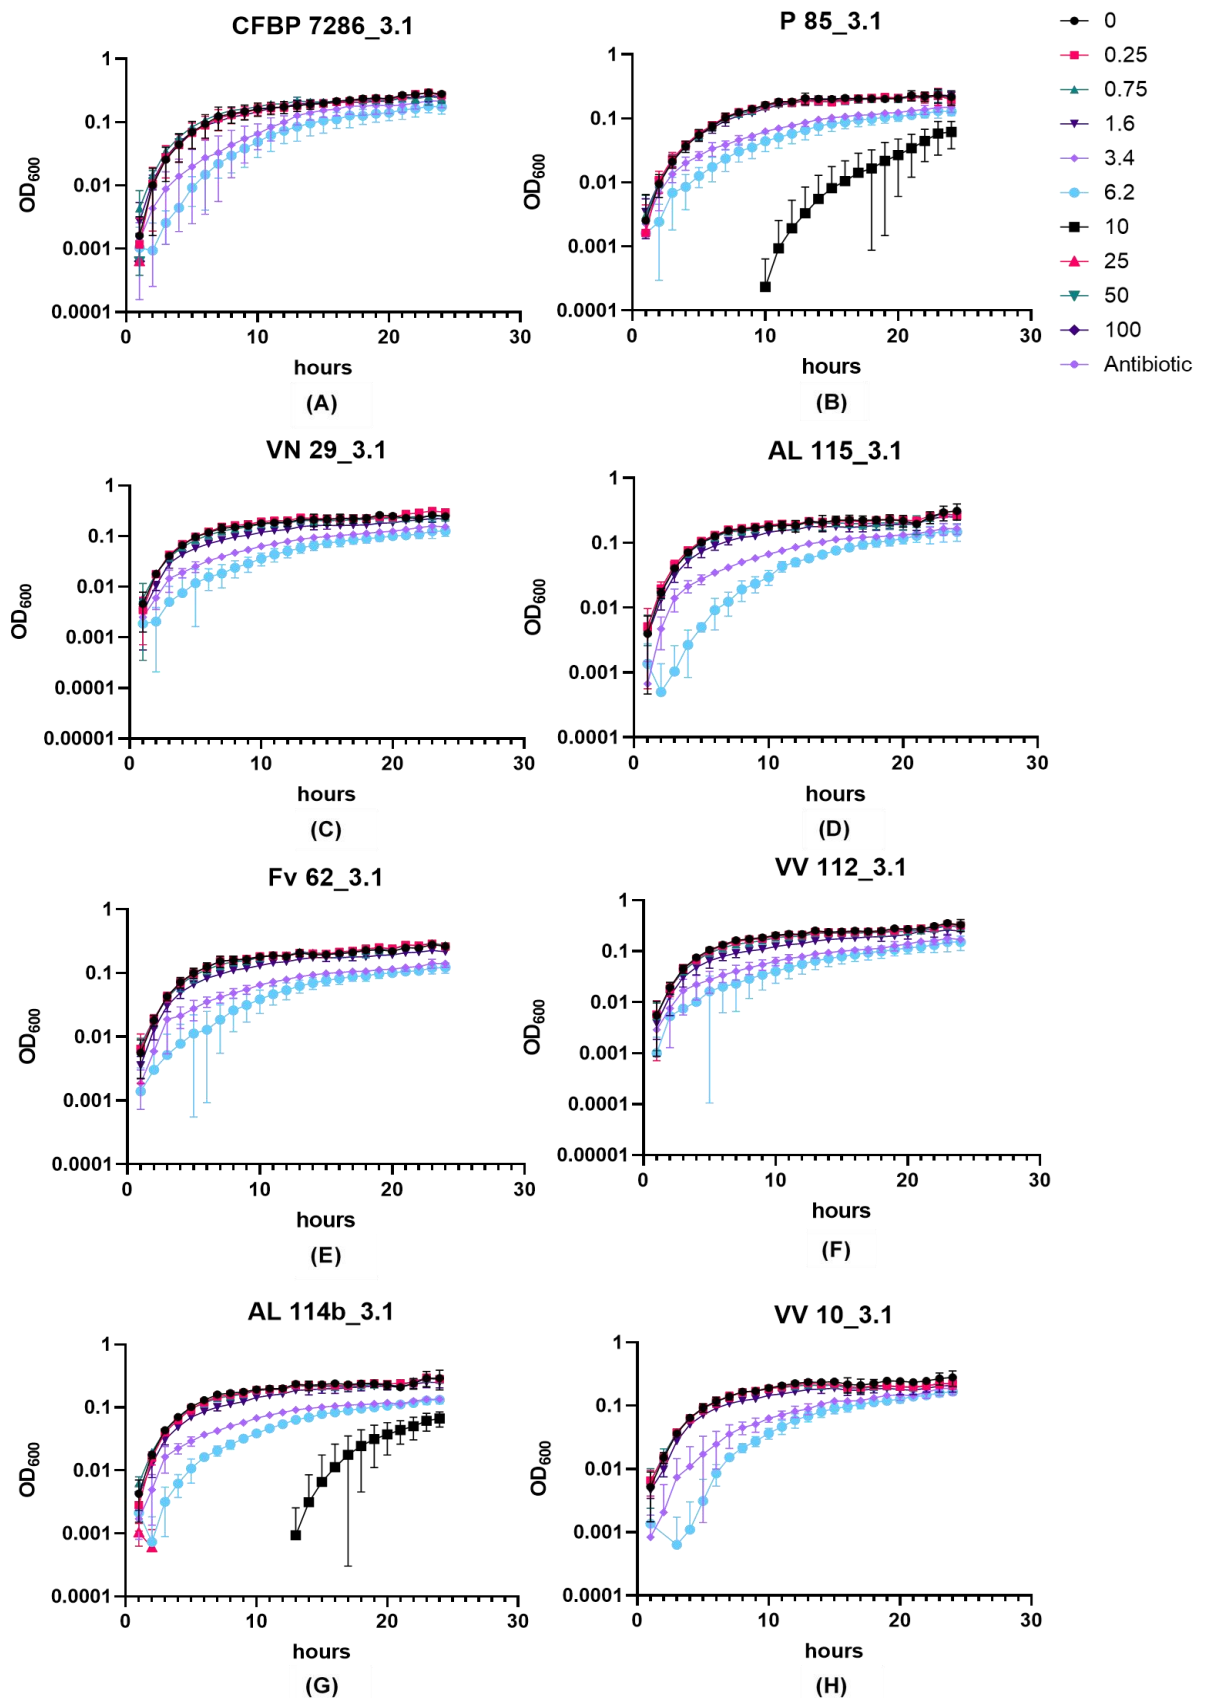 CFBP 7286_3.1
1
0.1
0.01
0.001
0.0001
OD600
0 10 20 30
hours
(A)
P 85_3.1
1
0.1
0.01
0.001
0.0001
OD600
0 10 20 30
hours
(B)
0
0.25
0.75
1.6
3.4
6.2
10
25
50
100
Antibiotic
VN 29_3.1
1
0.1
0.01
0.001
0.0001
0.00001
OD600
0 10 20 30
hours
(C)
AL 115_3.1
1
0.1
0.01
0.001
0.0001
OD600
0 10 20 30
hours
(D)
Fv 62_3.1
1
0.1
0.01
0.001
0.0001
OD600
0 10 20 30
hours
(E)
VV 112_3.1
1
0.1
0.01
0.001
0.0001
0.00001
OD600
0 10 20 30
hours
(F)
AL 114b_3.1
1
0.1
0.01
0.001
0.0001
OD600
0 10 20 30
hours
(G)
VV 10_3.1
1
0.1
0.01
0.001
0.0001
OD600
0 10 20 30
hours
(H)